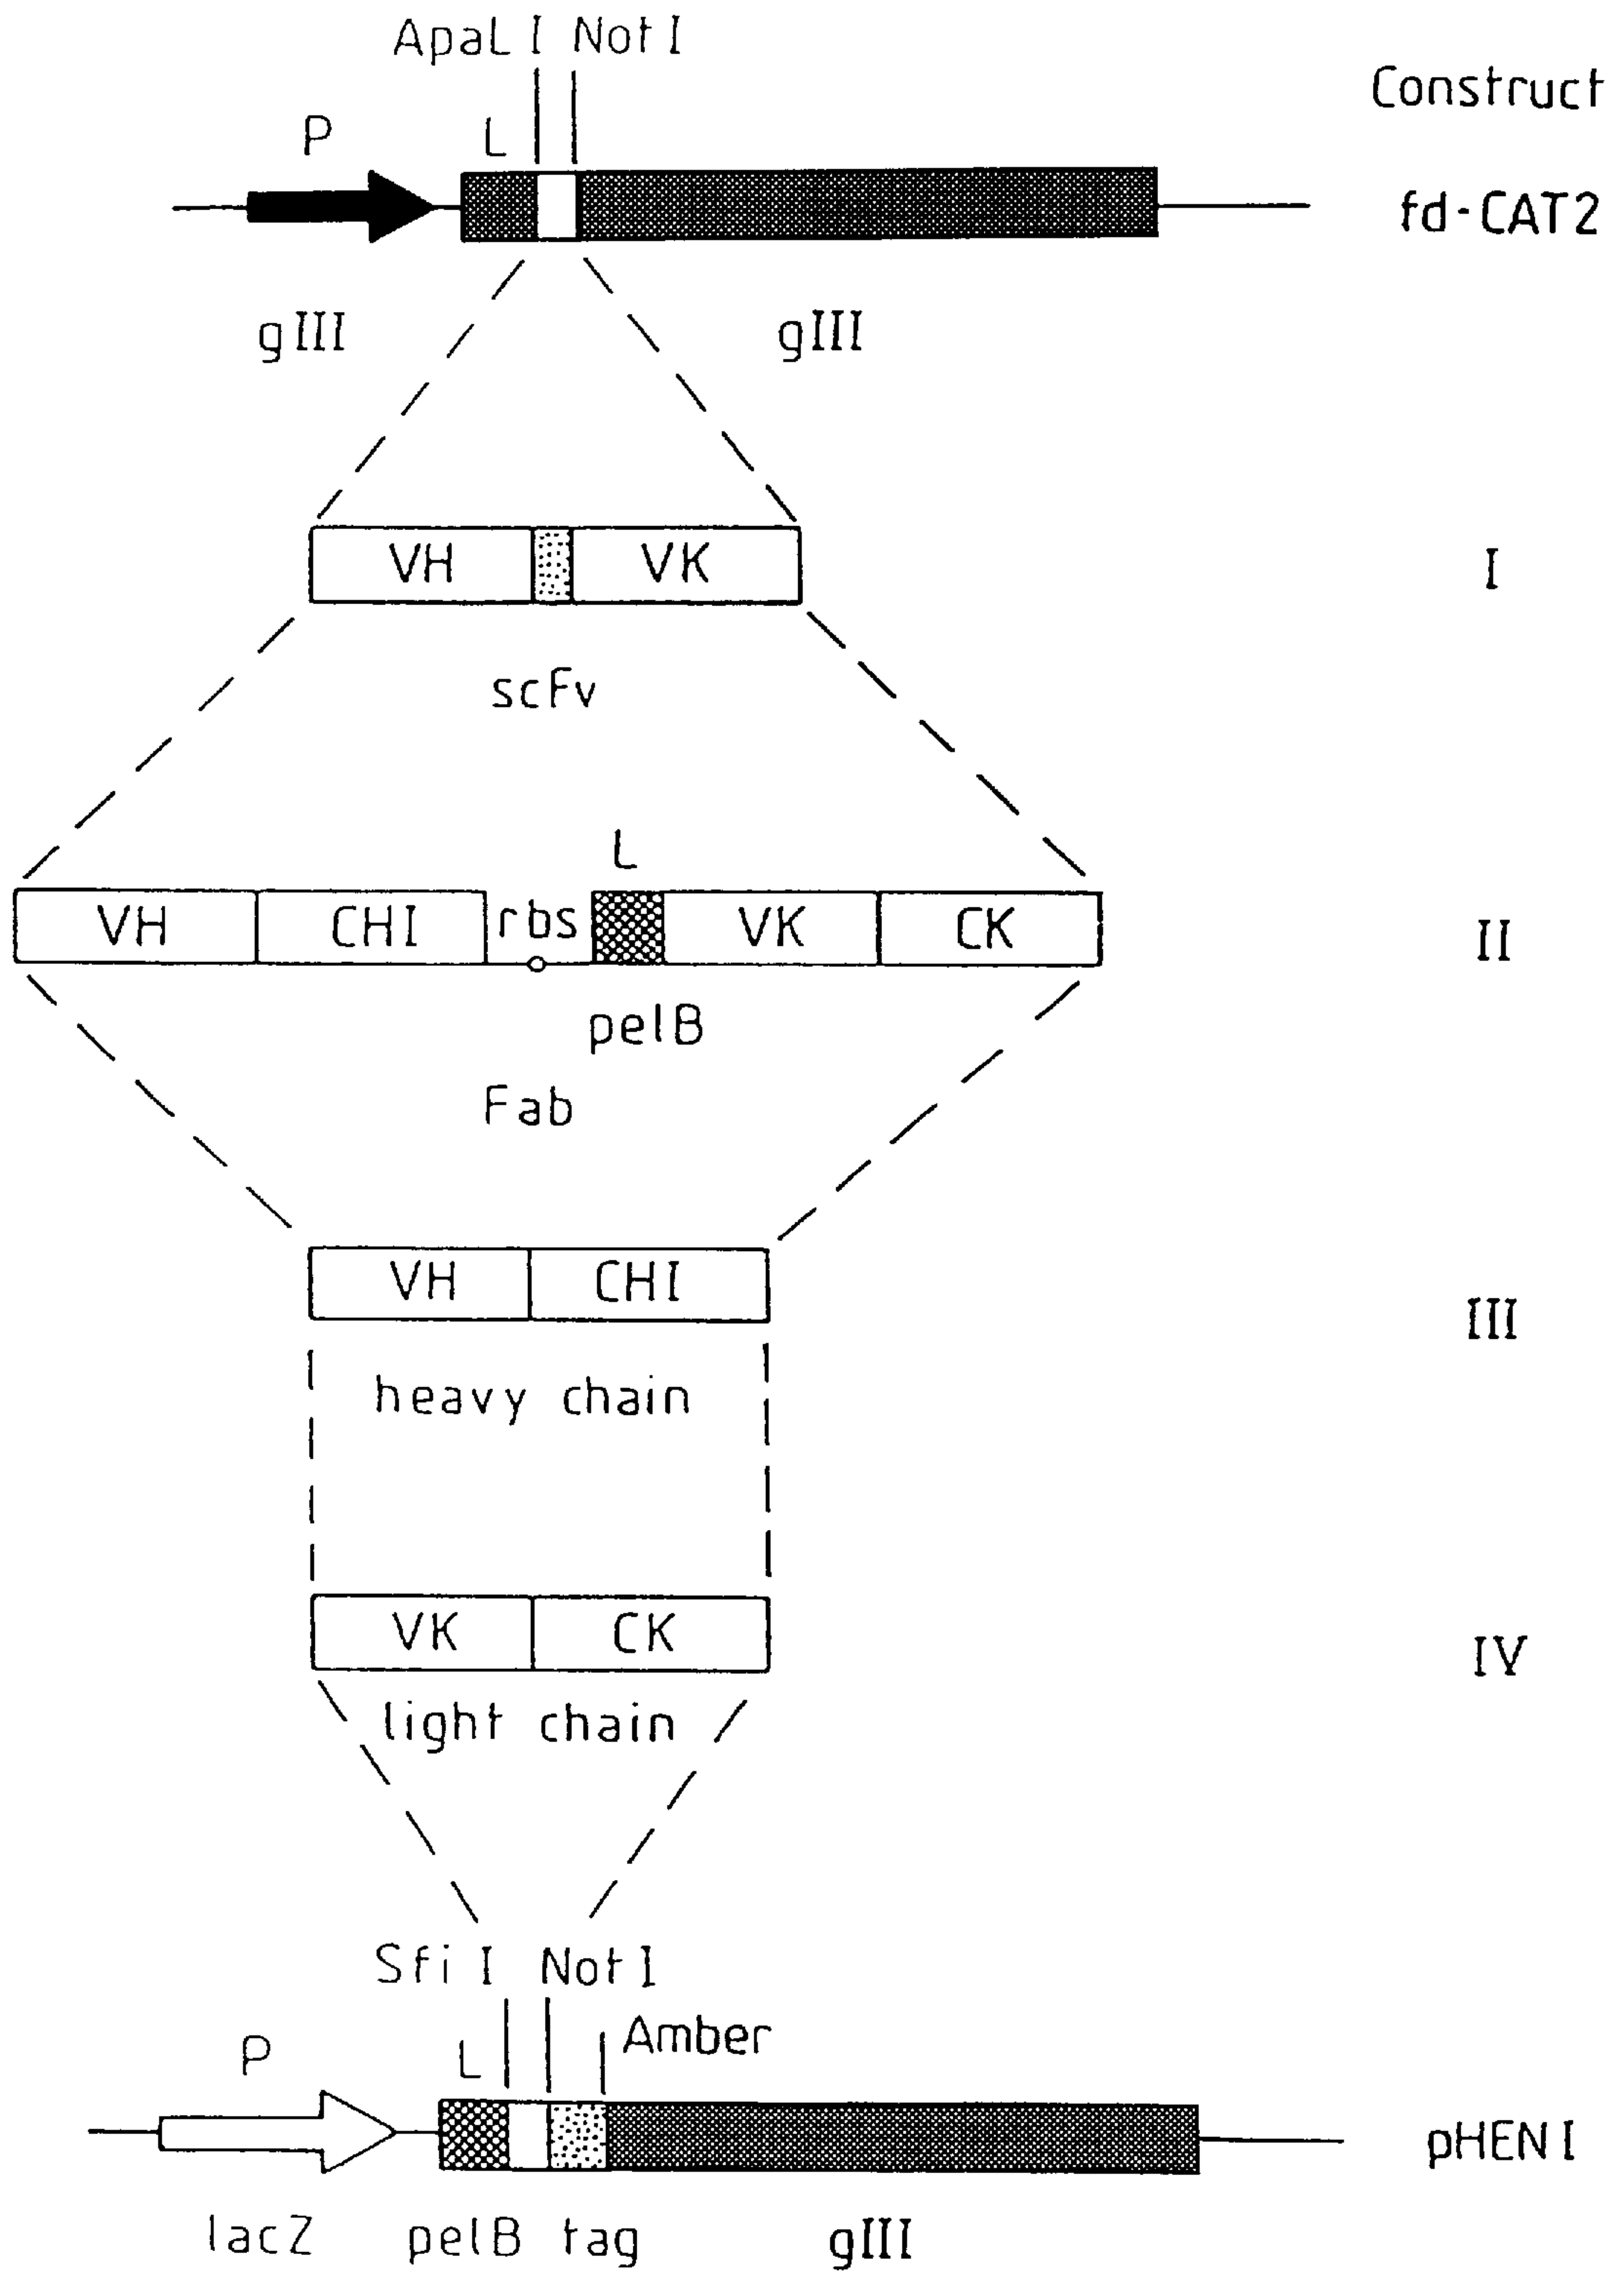 ApaL I Not I
Construct
P L
fd-CAT2
gIII gIII
VH VK I
scFv
L
VH CHI rbs VK CK II
pelB
Fab
VH CHI III
heavy chain
VK CK IV
light chain
Sfi I Not I
P L Amber
pHEN I
lacZ pelB tag gIII